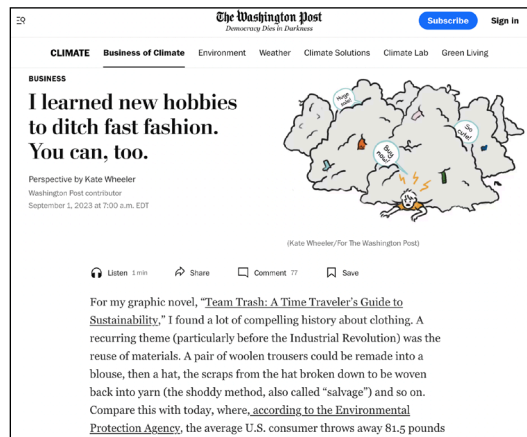 The Washington Post
Democracy Dies in Darkness
Subscribe
Sign in
CLIMATE
Business of Climate
Environment
Weather
Climate Solutions
Climate Lab
Green Living
BUSINESS
I learned new hobbies
to ditch fast fashion.
You can, too.
Perspective by Kate Wheeler
Washington Post contributor
September 1, 2023 at 7:00 a.m. EDT
Huge
sale!
So
cute!
Buy
now!
(Kate Wheeler/For The Washington Post)
Listen 1 min
Share
Comment 77
Save
For my graphic novel, “Team Trash: A Time Traveler’s Guide to
Sustainability,” I found a lot of compelling history about clothing. A
recurring theme (particularly before the Industrial Revolution) was the
reuse of materials. A pair of woolen trousers could be remade into a
blouse, then a hat, the scraps from the hat broken down to be woven
back into yarn (the shoddy method, also called “salvage”) and so on.
Compare this with today, where, according to the Environmental
Protection Agency, the average U.S. consumer throws away 81.5 pounds